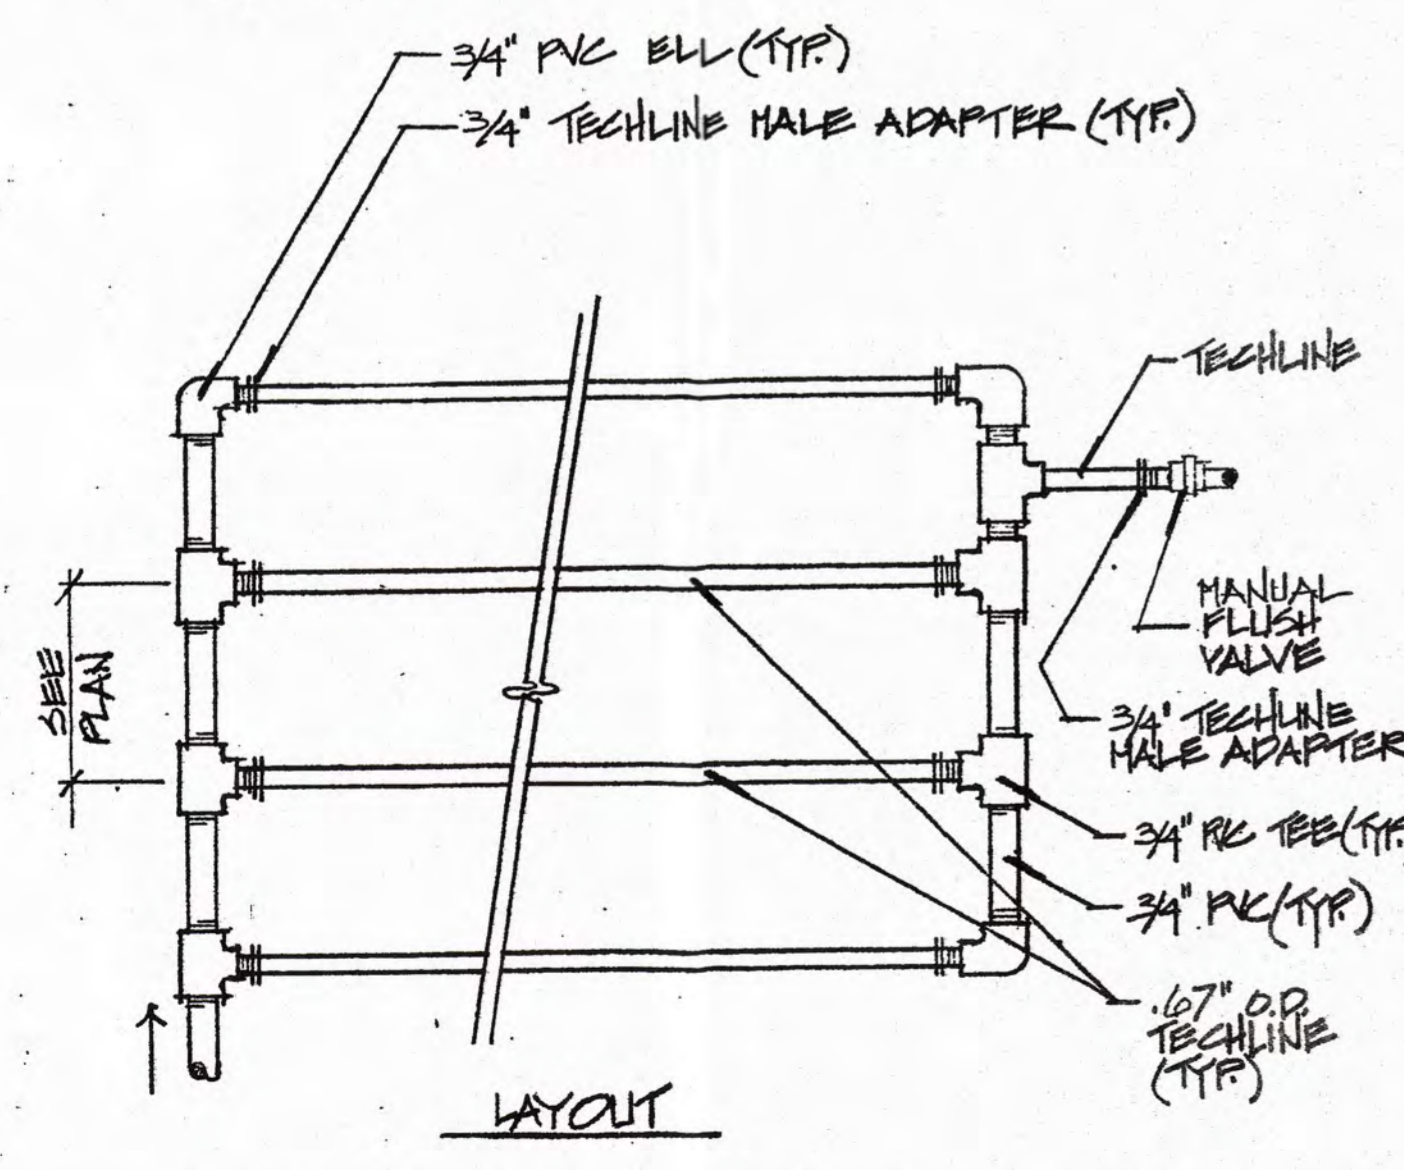 3/4" PVC ELL (TYP.)
3/4" TECHLINE MALE ADAPTER (TYP.)
TECHLINE
MANUAL
FLUSH
VALVE
SEE
PLAN
3/4" TECHLINE
MALE ADAPTER
3/4" PVC TEE (TYP.
3/4" PVC (TYP.)
.67" O.D.
TECHLINE
(TYP.)
LAYOUT